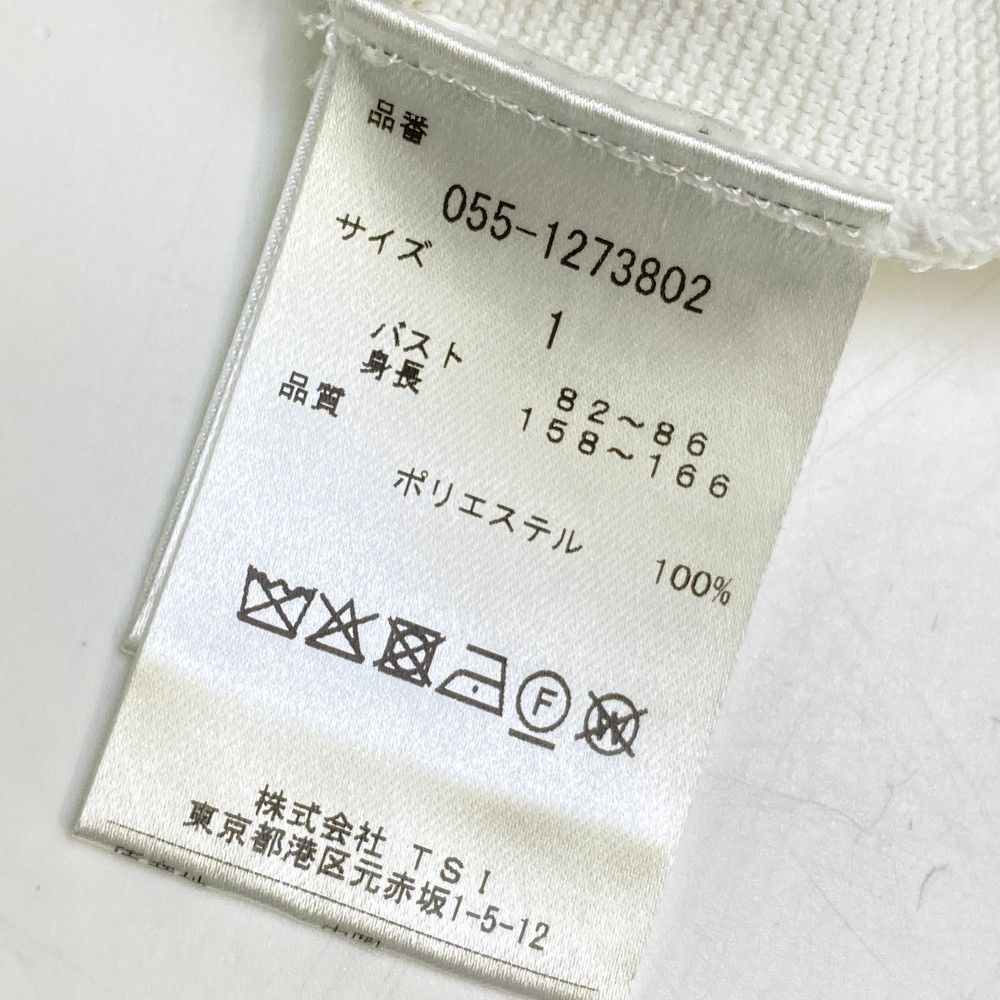 品番
055-1273802
サイズ
1
バスト 82～86
身長 158～166
品質
ポリエステル 100%
F
W
株式会社 TSI
東京都港区元赤坂1-5-12